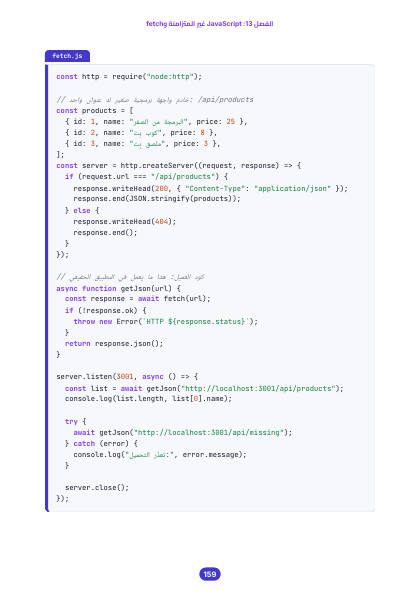 الفصل 13: JavaScript غير المتزامنة وfetch
fetch.js
const http = require("node:http");
// خادم واجهة برمجية صغير له عنوان واحد: /api/products
const products = [
{ id: 1, name: "البرمجة من الصفر", price: 25 },
{ id: 2, name: "كوب بت", price: 8 },
{ id: 3, name: "ملصق بت", price: 3 },
];
const server = http.createServer((request, response) => {
if (request.url === "/api/products") {
response.writeHead(200, { "Content-Type": "application/json" });
response.end(JSON.stringify(products));
} else {
response.writeHead(404);
response.end();
}
});
// كود العميل: هذا ما يعمل في التطبيق الحقيقي
async function getJson(url) {
const response = await fetch(url);
if (!response.ok) {
throw new Error(`HTTP ${response.status}`);
}
return response.json();
}
server.listen(3001, async () => {
const list = await getJson("http://localhost:3001/api/products");
console.log(list.length, list[0].name);
try {
await getJson("http://localhost:3001/api/missing");
} catch (error) {
console.log("تعذّر التحميل:", error.message);
}
server.close();
});
159